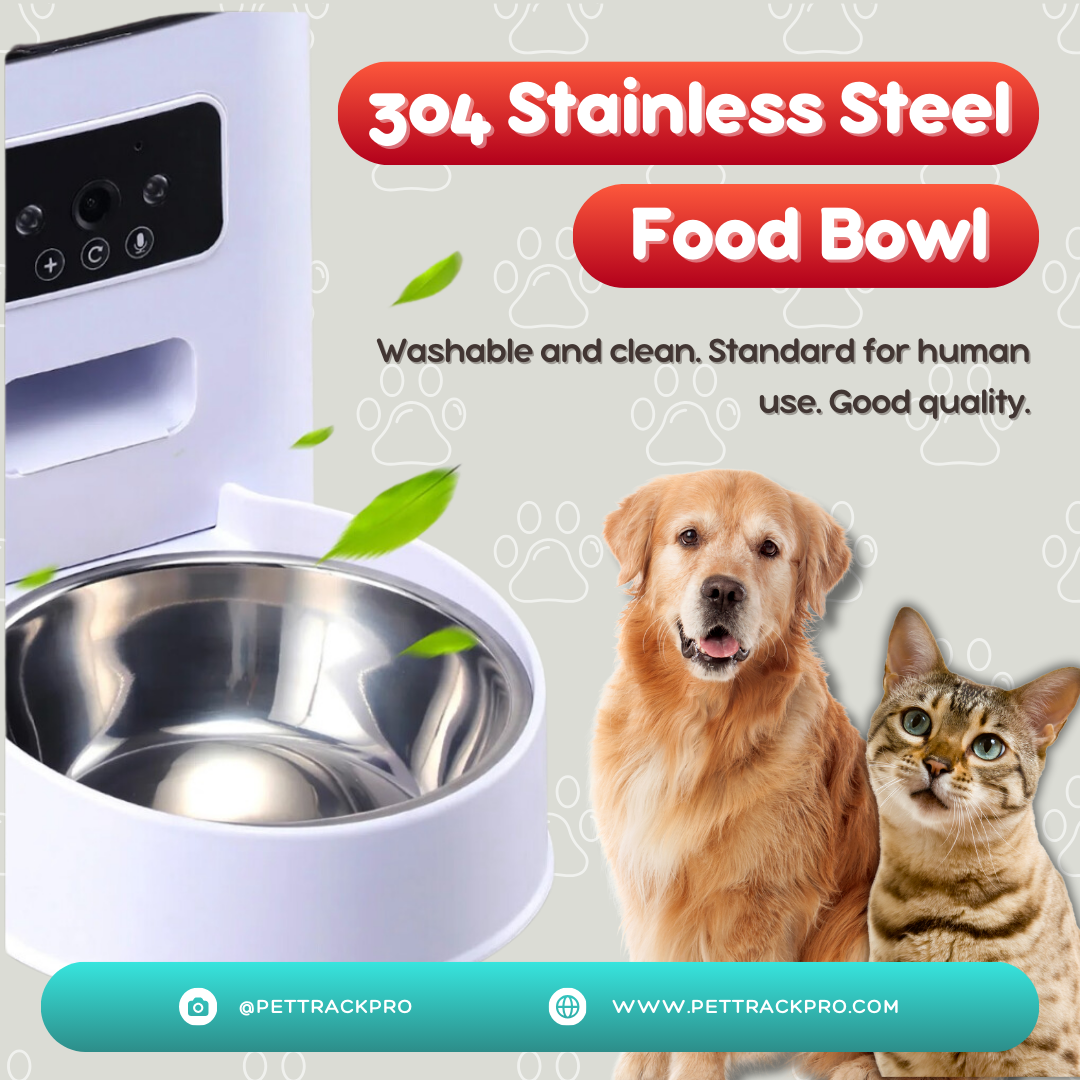 304 Stainless Steel
Food Bowl
Washable and clean. Standard for human
use. Good quality.
@PETTRACKPRO
WWW.PETTRACKPRO.COM